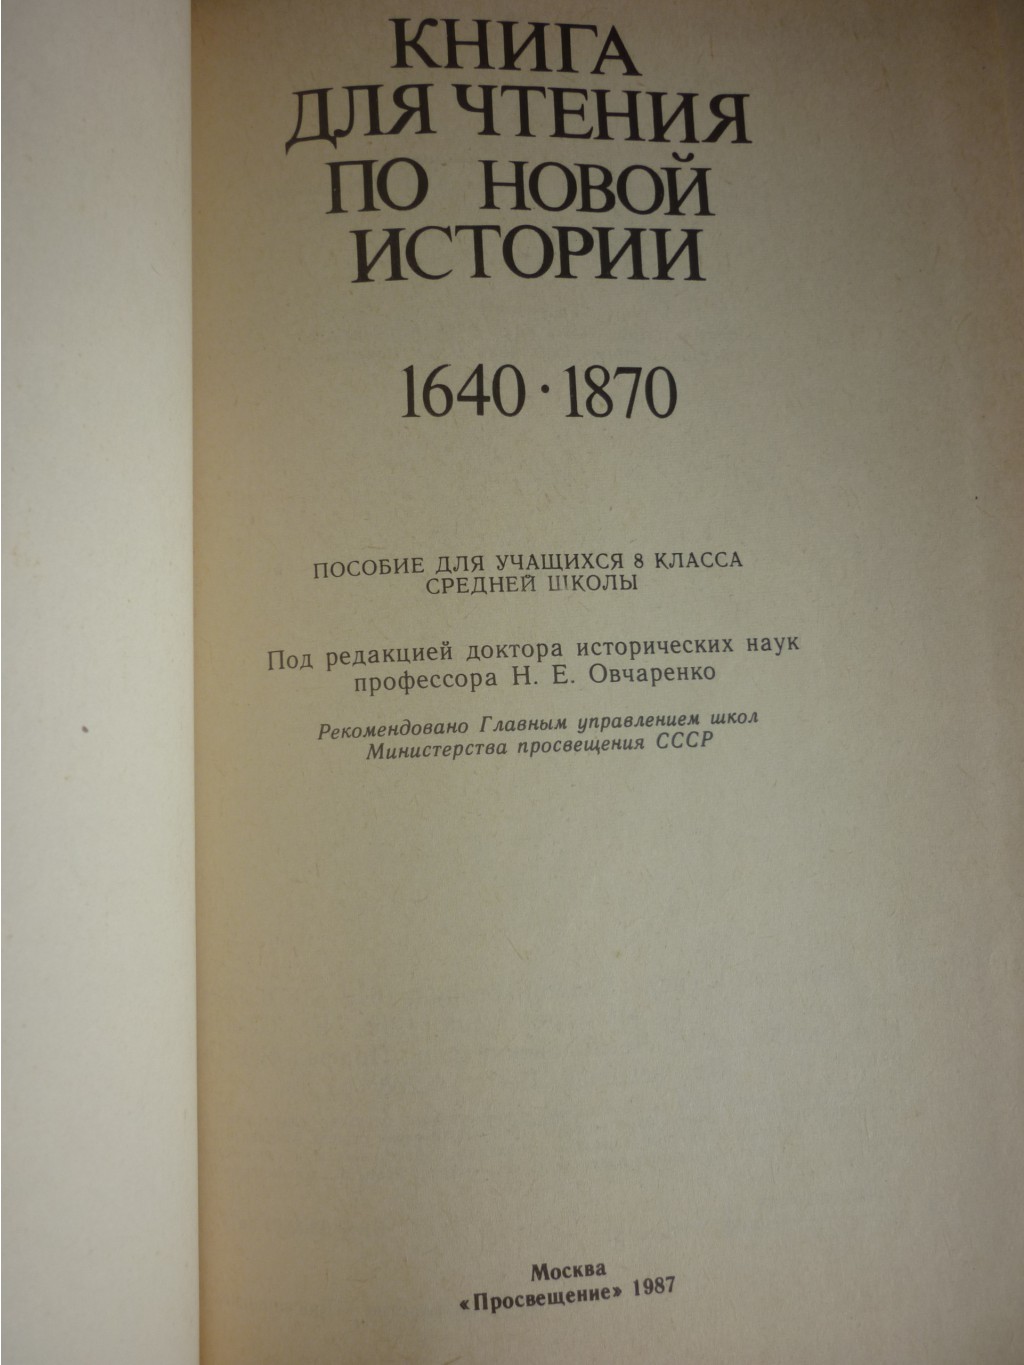 КНИГА
ДЛЯ ЧТЕНИЯ
ПО НОВОЙ
ИСТОРИИ
1640 · 1870
ПОСОБИЕ ДЛЯ УЧАЩИХСЯ 8 КЛАССА
СРЕДНЕЙ ШКОЛЫ
Под редакцией доктора исторических наук
профессора Н. Е. Овчаренко
Рекомендовано Главным управлением школ
Министерства просвещения СССР
Москва
«Просвещение» 1987